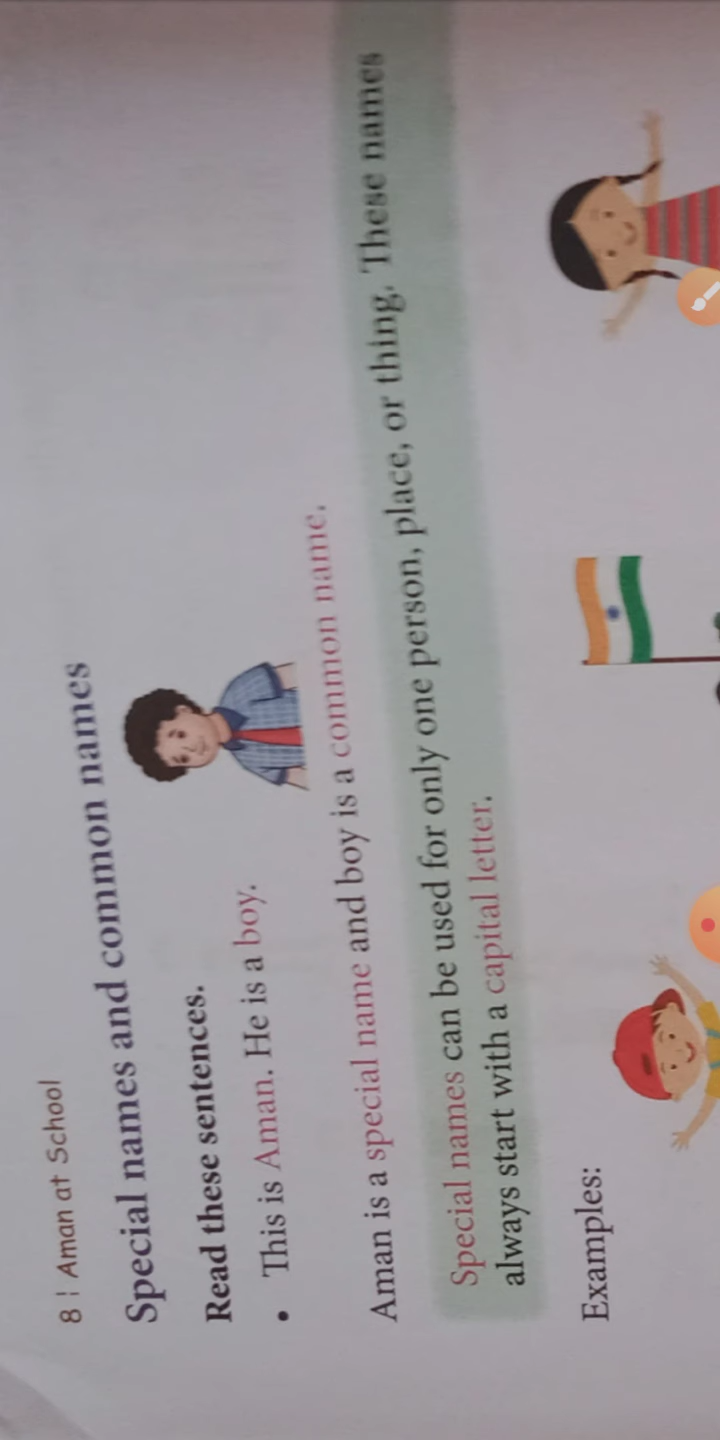 8 | Aman at School
Special names and common names
Read these sentences.
• This is Aman. He is a boy.
Aman is a special name and boy is a common name.
Special names can be used for only one person, place, or thing. These names
always start with a capital letter.
Examples: